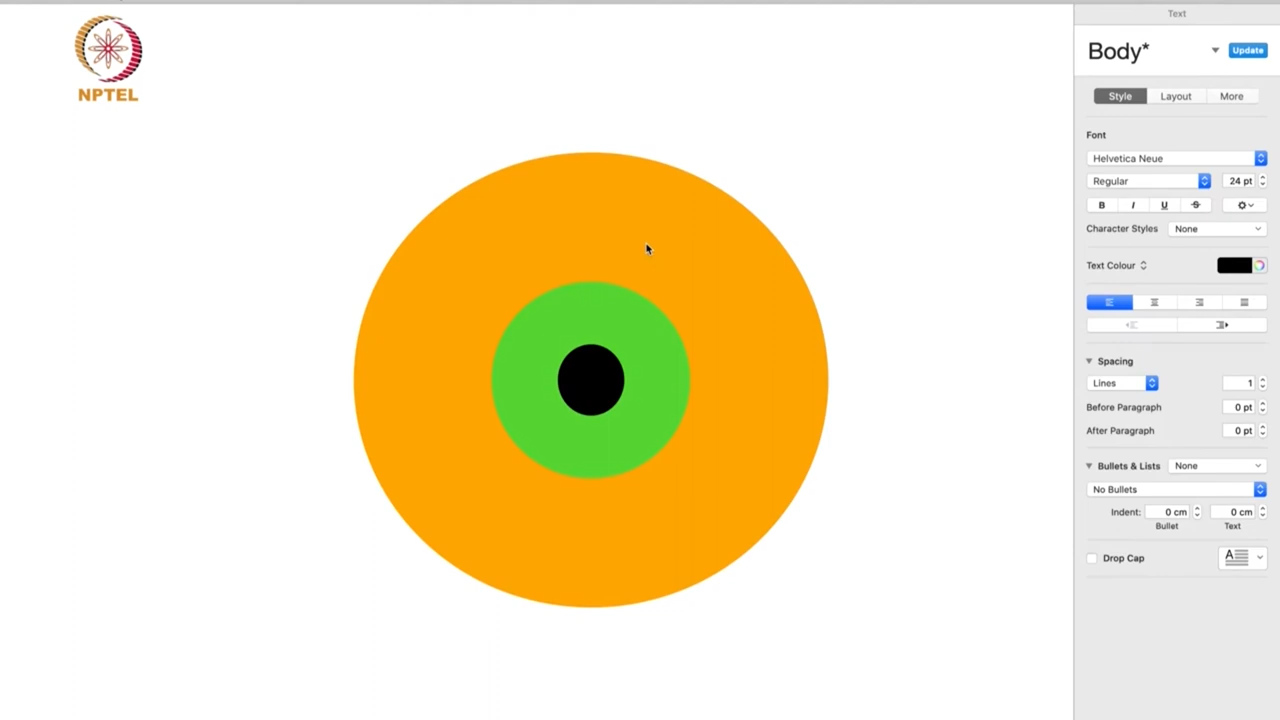 NPTEL
Text
Body*
Update
Style Layout More
Font
Helvetica Neue
Regular 24 pt
B I U S
Character Styles None
Text Colour
Spacing
Lines 1
Before Paragraph 0 pt
After Paragraph 0 pt
Bullets & Lists None
No Bullets
Indent: 0 cm 0 cm
Bullet Text
Drop Cap A